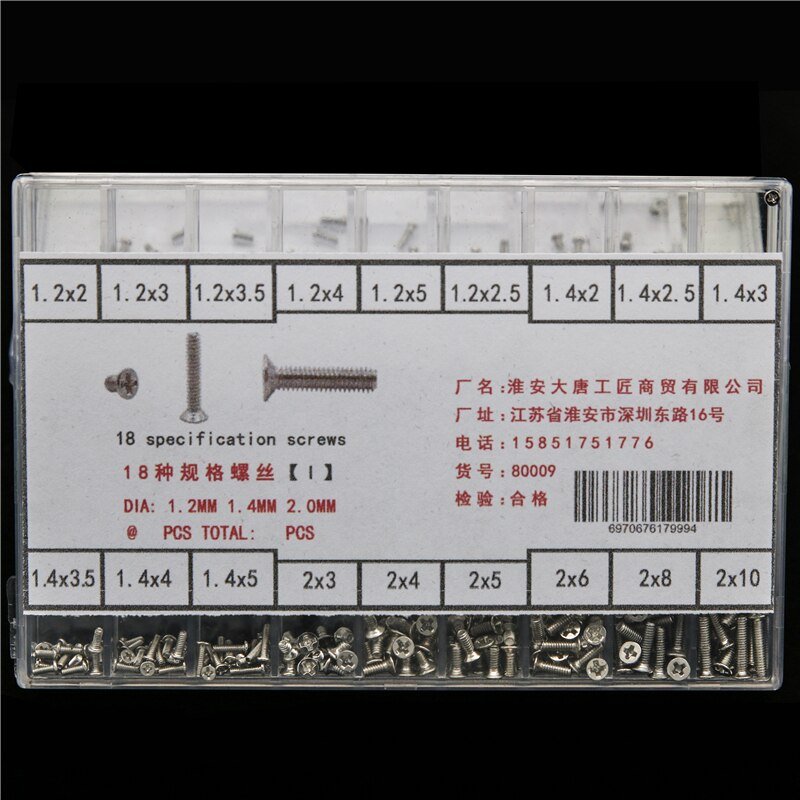 1.2x2 1.2x3 1.2x3.5 1.2x4 1.2x5 1.2x2.5 1.4x2 1.4x2.5 1.4x3
18 specification screws
18种规格螺丝【I】
DIA: 1.2MM 1.4MM 2.0MM
@ PCS TOTAL: PCS
厂名:淮安大唐工匠商贸有限公司
厂址:江苏省淮安市深圳东路16号
电话:15851751776
货号:80009
检验:合格
6970676179994
1.4x3.5 1.4x4 1.4x5 2x3 2x4 2x5 2x6 2x8 2x10